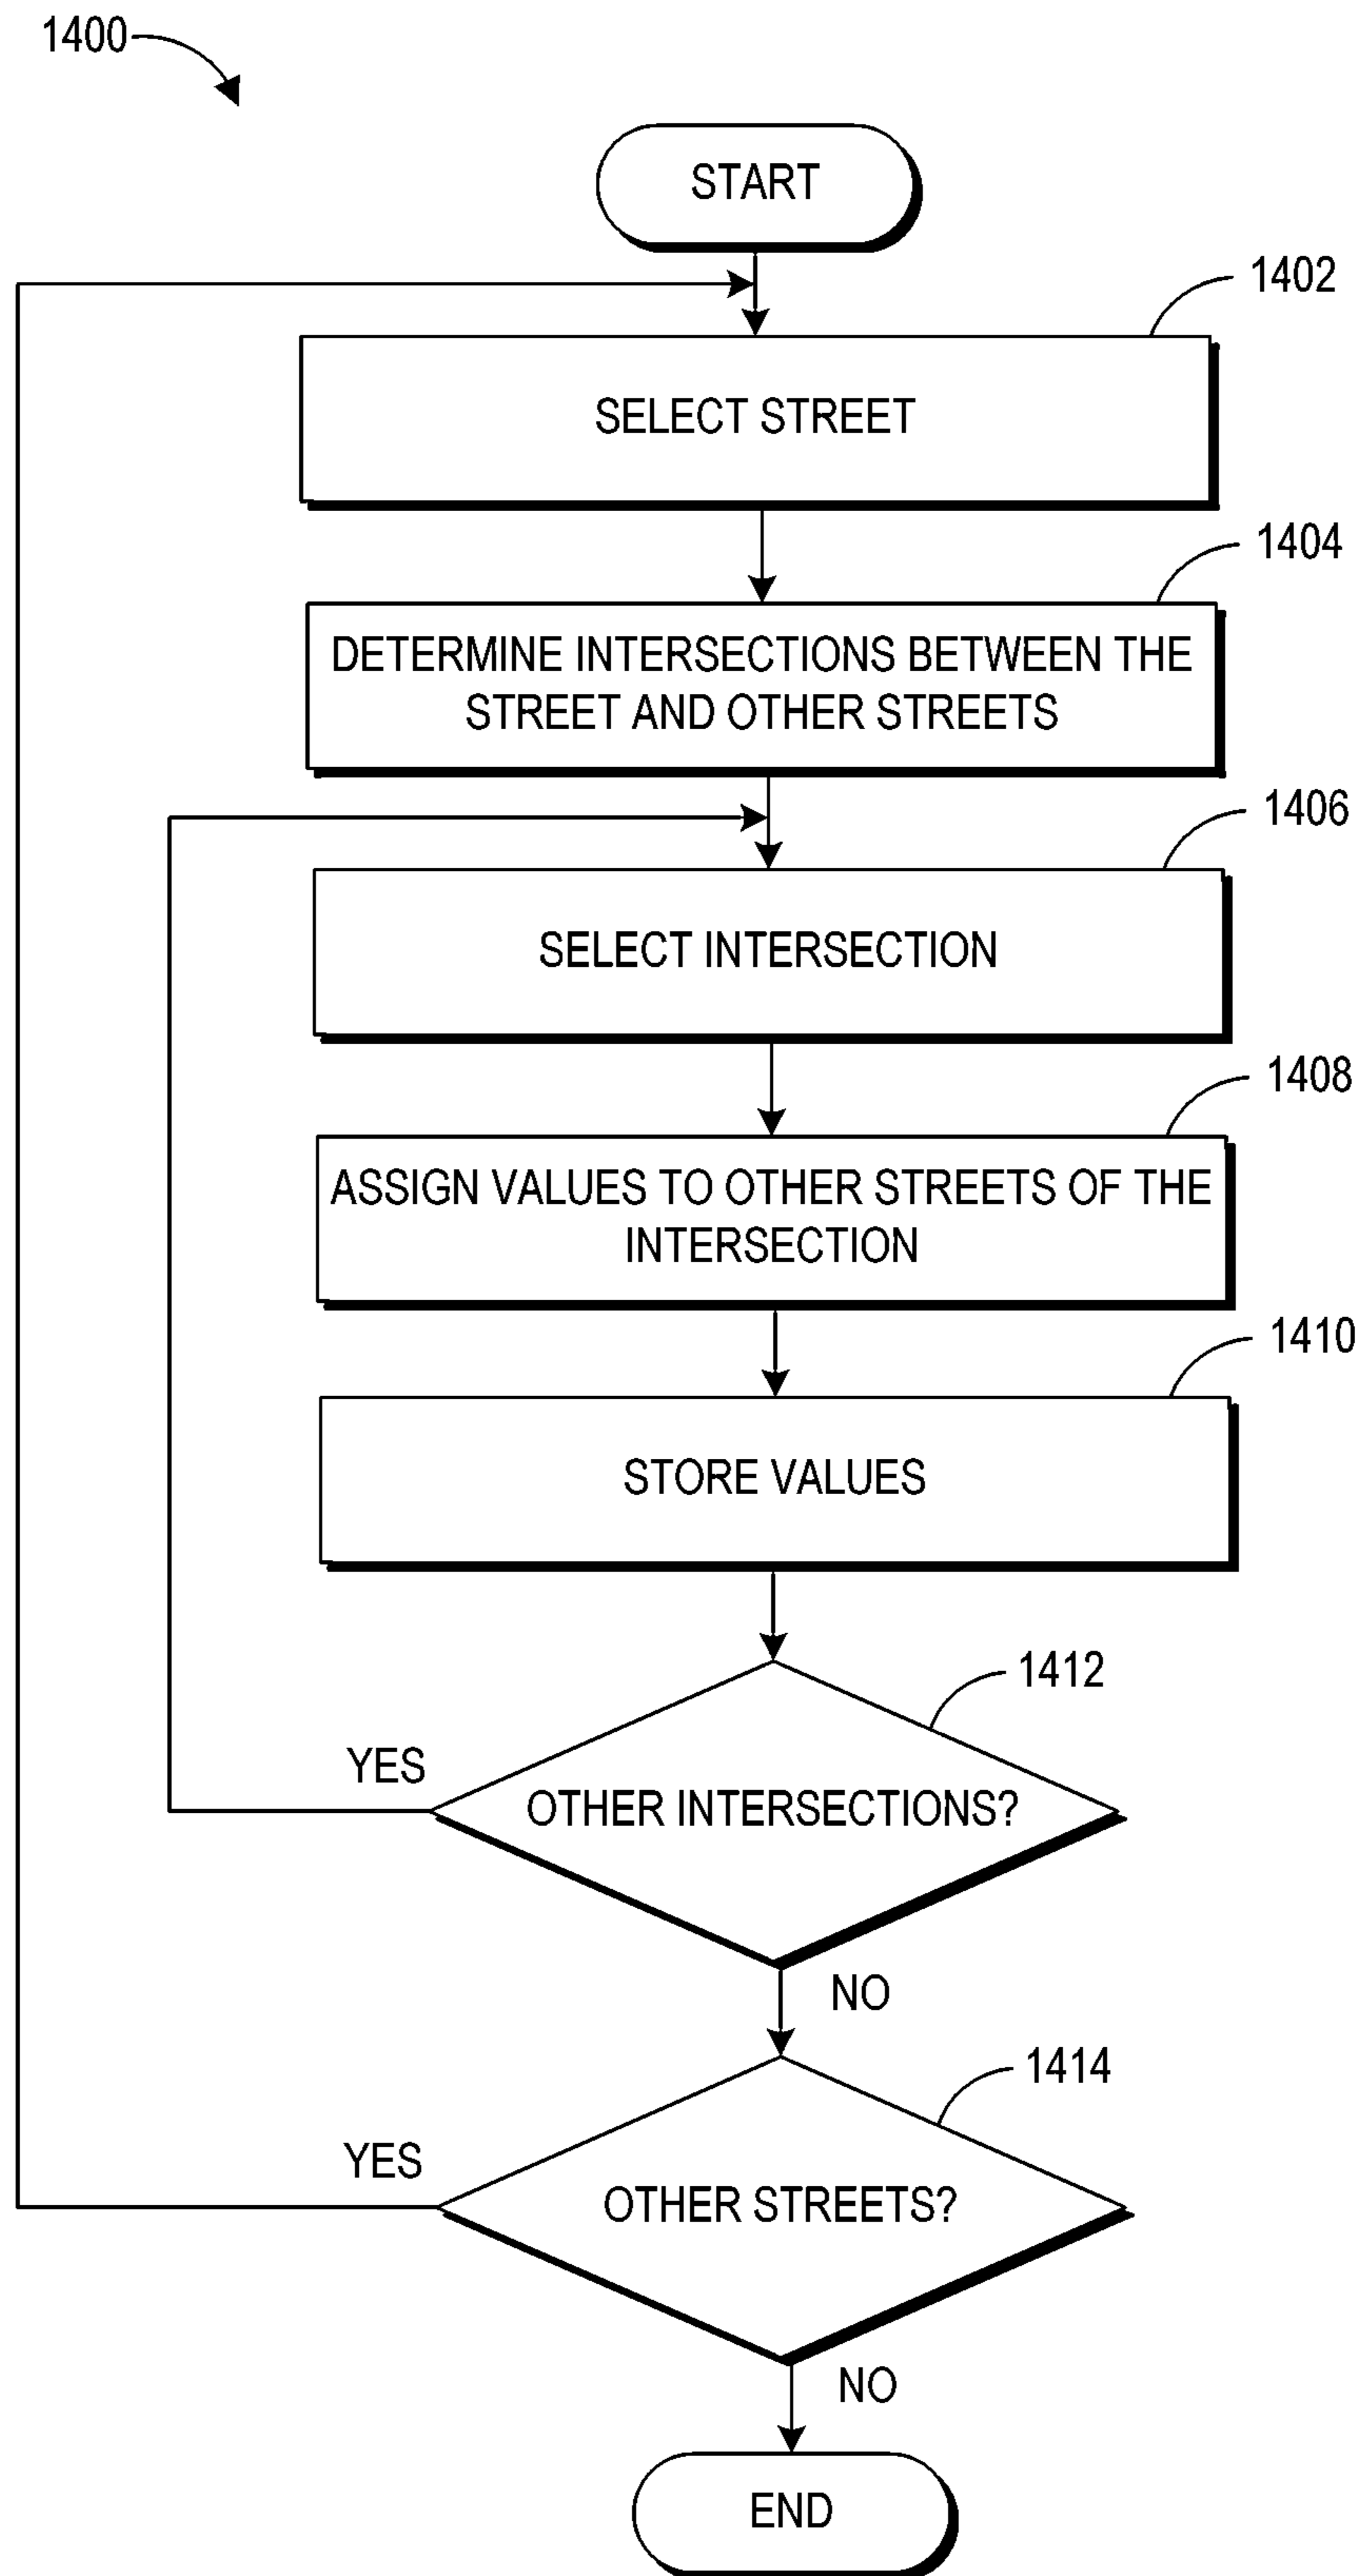 1400
START
1402
SELECT STREET
1404
DETERMINE INTERSECTIONS BETWEEN THE
STREET AND OTHER STREETS
1406
SELECT INTERSECTION
1408
ASSIGN VALUES TO OTHER STREETS OF THE
INTERSECTION
1410
STORE VALUES
1412
YES
OTHER INTERSECTIONS?
NO
1414
YES
OTHER STREETS?
NO
END